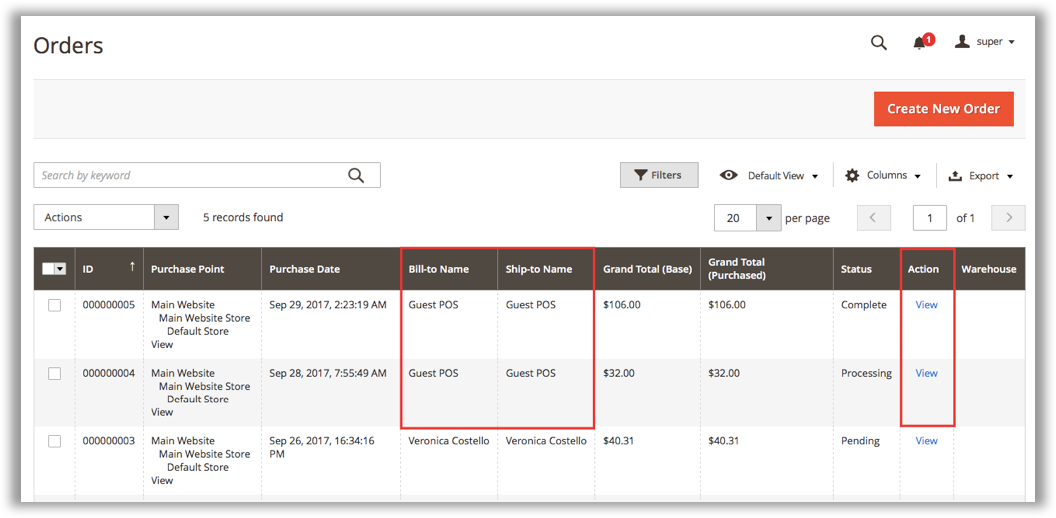 Orders
1
super
Create New Order
Search by keyword
Filters
Default View
Columns
Export
Actions
5 records found
20
per page
1
of 1
ID
Purchase Point
Purchase Date
Bill-to Name
Ship-to Name
Grand Total (Base)
Grand Total
(Purchased)
Status
Action
Warehouse
000000005
Main Website
Main Website Store
Default Store
View
Sep 29, 2017, 2:23:19 AM
Guest POS
Guest POS
$106.00
$106.00
Complete
View
000000004
Main Website
Main Website Store
Default Store
View
Sep 28, 2017, 7:55:49 AM
Guest POS
Guest POS
$32.00
$32.00
Processing
View
000000003
Main Website
Main Website Store
Default Store
View
Sep 26, 2017, 16:34:16
PM
Veronica Costello
Veronica Costello
$40.31
$40.31
Pending
View